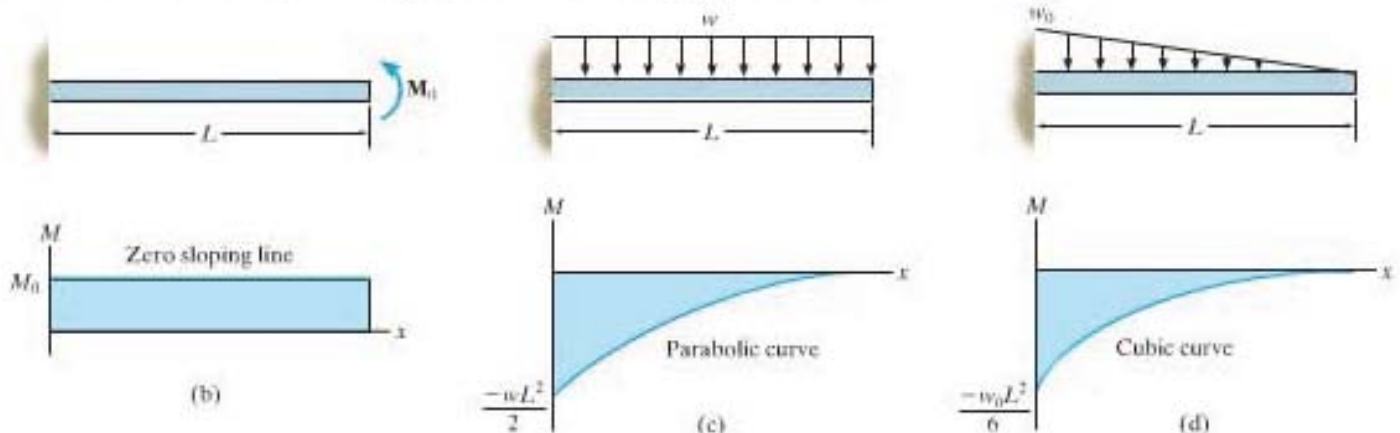 w
w₀
M₀
L
L
L
M
M
M
Zero sloping line
M₀
x
x
x
Parabolic curve
Cubic curve
(b)
-wL²/2
(c)
-w₀L²/6
(d)